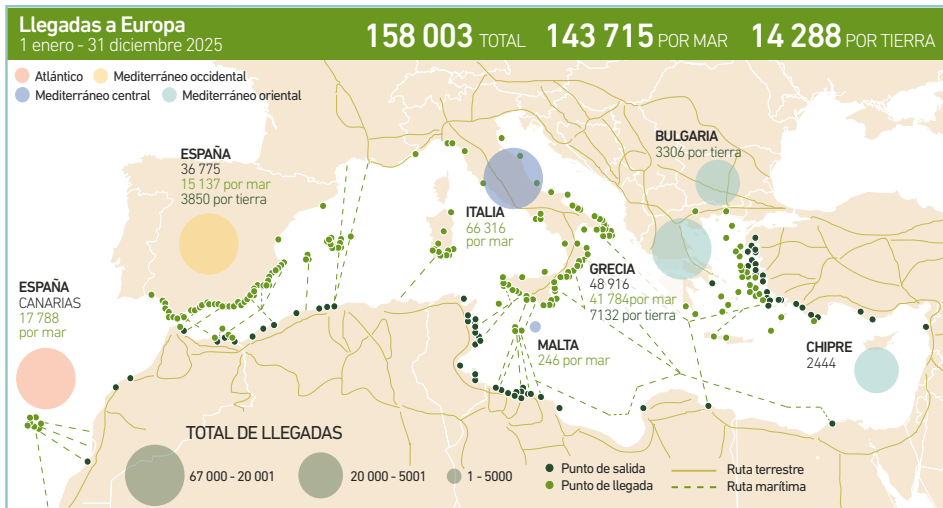 Llegadas a Europa
1 enero - 31 diciembre 2025
158 003 TOTAL 143 715 POR MAR 14 288 POR TIERRA
Atlántico Mediterráneo occidental
Mediterráneo central Mediterráneo oriental
ESPAÑA
36 775
15 137 por mar
3850 por tierra
BULGARIA
3306 por tierra
ITALIA
66 316
por mar
GRECIA
48 916
41 784por mar
7132 por tierra
ESPAÑA
CANARIAS
17 788
por mar
MALTA
246 por mar
CHIPRE
2444
TOTAL DE LLEGADAS
67 000 - 20 001
20 000 - 5001
1 - 5000
Punto de salida
Punto de llegada
Ruta terrestre
Ruta marítima